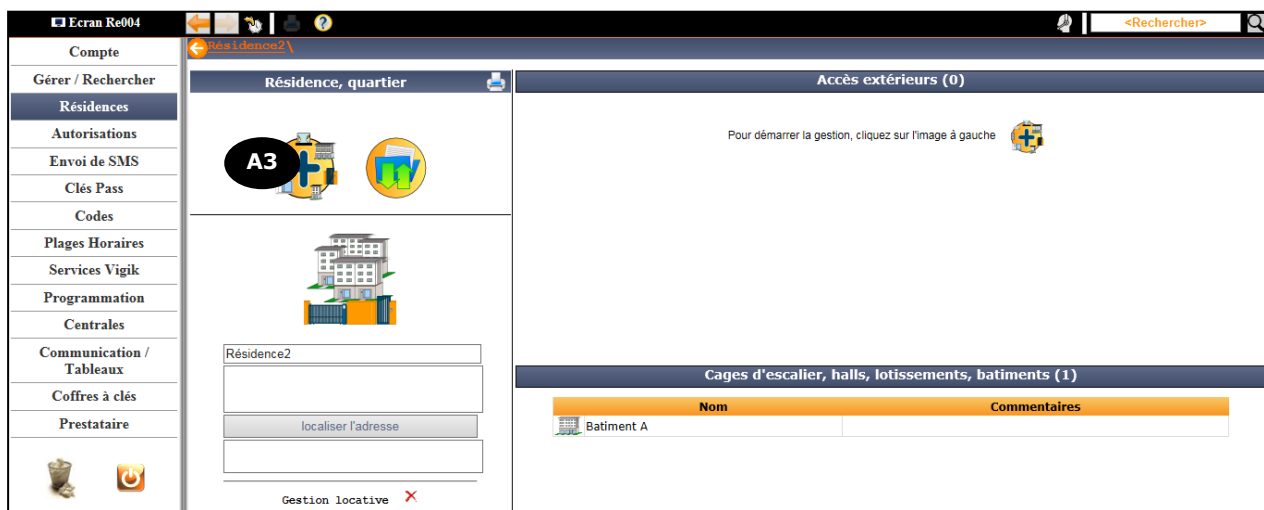 Ecran Re004
<Rechercher>
Compte
Gérer / Rechercher
Résidences
Autorisations
Envoi de SMS
Clés Pass
Codes
Plages Horaires
Services Vigik
Programmation
Centrales
Communication /
Tableaux
Coffres à clés
Prestataire
Résidence2\
Résidence, quartier
A3
Résidence2
localiser l'adresse
Gestion locative
Accès extérieurs (0)
Pour démarrer la gestion, cliquez sur l'image à gauche
Cages d'escalier, halls, lotissements, batiments (1)
Nom Commentaires
Batiment A